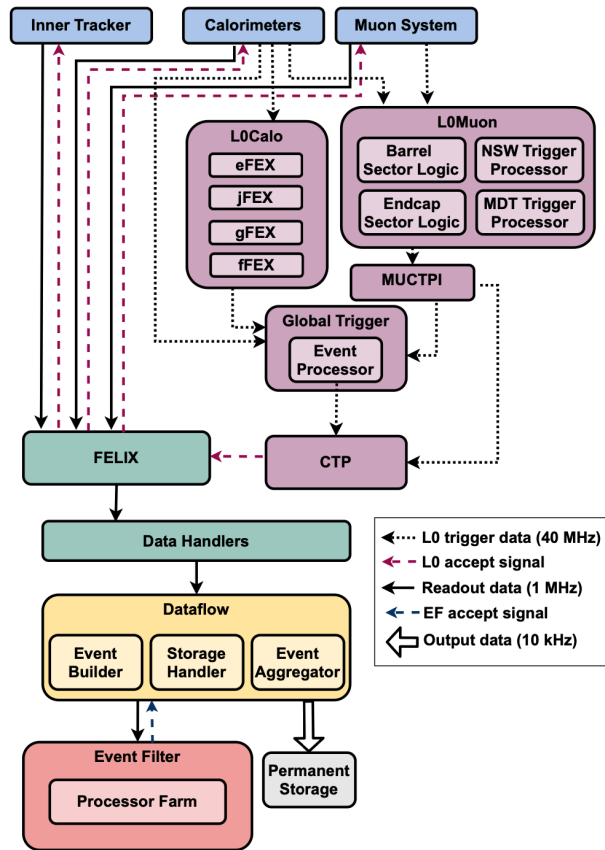 Inner Tracker
Calorimeters
Muon System
L0Calo
eFEX
jFEX
gFEX
fFEX
L0Muon
Barrel
Sector Logic
NSW Trigger
Processor
Endcap
Sector Logic
MDT Trigger
Processor
MUCTPI
Global Trigger
Event
Processor
FELIX
CTP
Data Handlers
Dataflow
Event
Builder
Storage
Handler
Event
Aggregator
Event Filter
Processor Farm
Permanent
Storage
L0 trigger data (40 MHz)
L0 accept signal
Readout data (1 MHz)
EF accept signal
Output data (10 kHz)